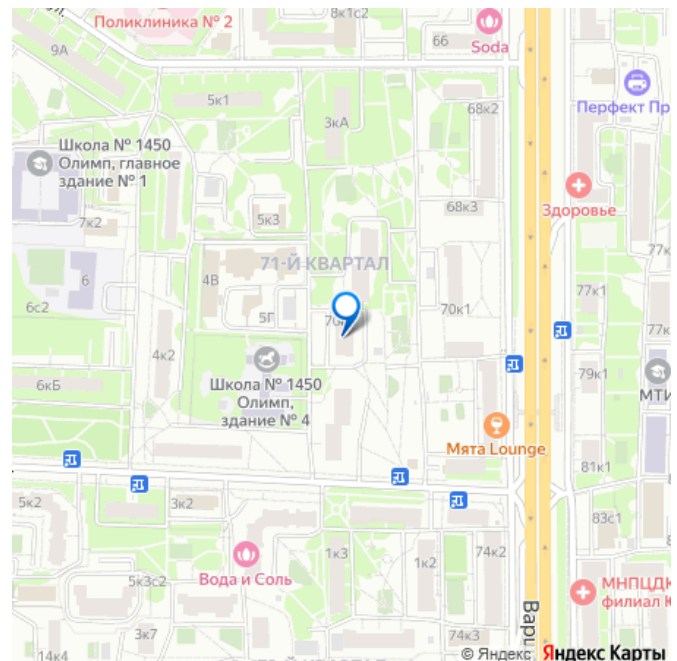 Поликлиника № 2
8к1с2
66
Soda
9А
5к1
3кА
68к2
Перфект Пр
Школа № 1450
Олимп, главное
здание № 1
Здоровье
7к2
5к3
68к3
77к1
71-Й КВАРТАЛ
6
4В
6с2
5Г
70к1
77к
4к2
Школа № 1450
Олимп,
здание № 4
79к1
МТИ
6кБ
Мята Lounge
81к1
5к2
3к2
83с1
1к3
1к2
74к2
Вода и Соль
5к3с2
МНПЦДК
филиал Ю
3к7
74к3
14к4
Варш
© Яндекс Яндекс Карты